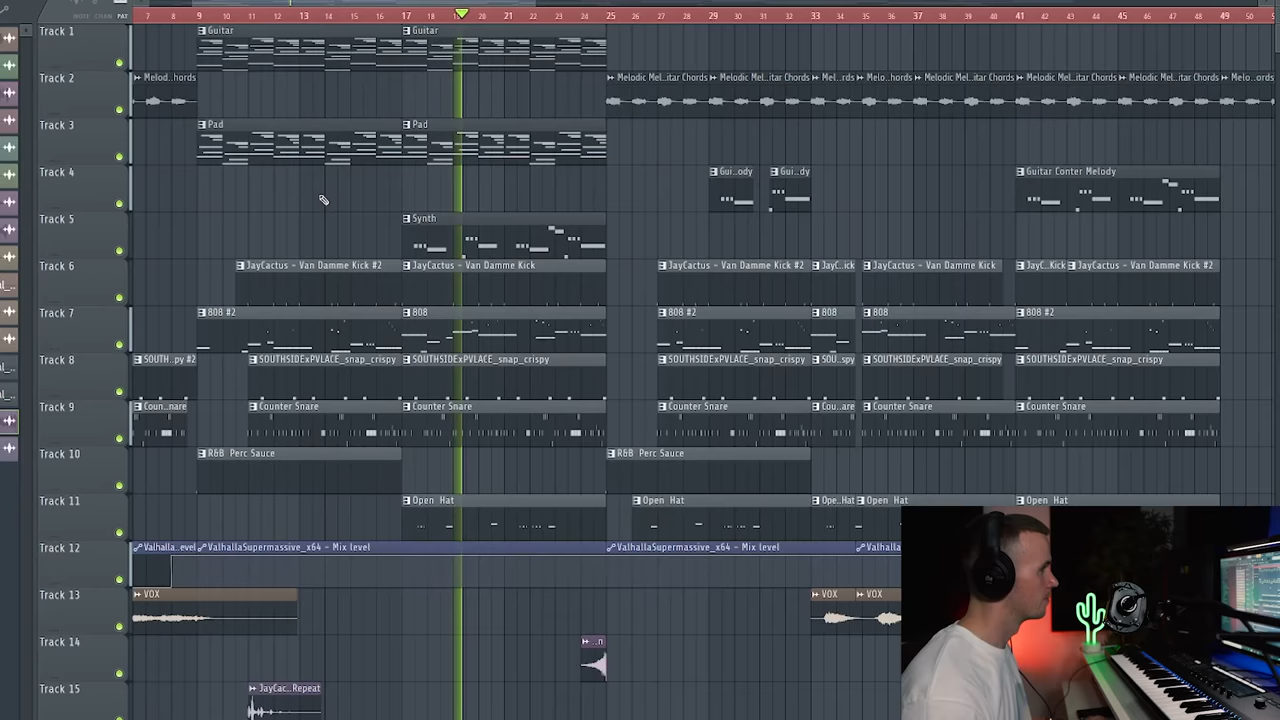 NOTE CHAN PAT
7 8 9 10 11 12 13 14 15 16 17 18 19 20 21 22 23 24 25 26 27 28 29 30 31 32 33 34 35 36 37 38 39 40 41 42 43 44 45 46 47 48 49 50
Track 1 Guitar Guitar
Track 2 Melod..hords Melodic Mel..itar Chords Melodic Mel..itar Chords Mel..rds Melo..hords Melodic Mel..itar Chords Melodic Mel..itar Chords Melodic Mel..itar Chords Melo..ords
Track 3 Pad Pad
Track 4 Gui..ody Gui..dy Guitar Conter Melody
Track 5 Synth
Track 6 JayCactus - Van Damme Kick #2 JayCactus - Van Damme Kick JayCactus - Van Damme Kick #2 JayC..ick JayCactus - Van Damme Kick JayC..Kick JayCactus - Van Damme Kick #2
Track 7 808 #2 808 808 #2 808 808 808 #2
Track 8 SOUTH..py #2 SOUTHSIDExPVLACE_snap_crispy SOUTHSIDExPVLACE_snap_crispy SOUTHSIDExPVLACE_snap_crispy SOU..spy SOUTHSIDExPVLACE_snap_crispy SOUTHSIDExPVLACE_snap_crispy
Track 9 Coun..nare Counter Snare Counter Snare Counter Snare Cou..are Counter Snare Counter Snare
Track 10 R&B Perc Sauce R&B Perc Sauce
Track 11 Open Hat Open Hat Ope..Hat Open Hat Open Hat
Track 12 Valhalla..evel ValhallaSupermassive_x64 - Mix level ValhallaSupermassive_x64 - Mix level Valhalla
Track 13 VOX VOX VOX
Track 14 ..n
Track 15 JayCac..Repeat